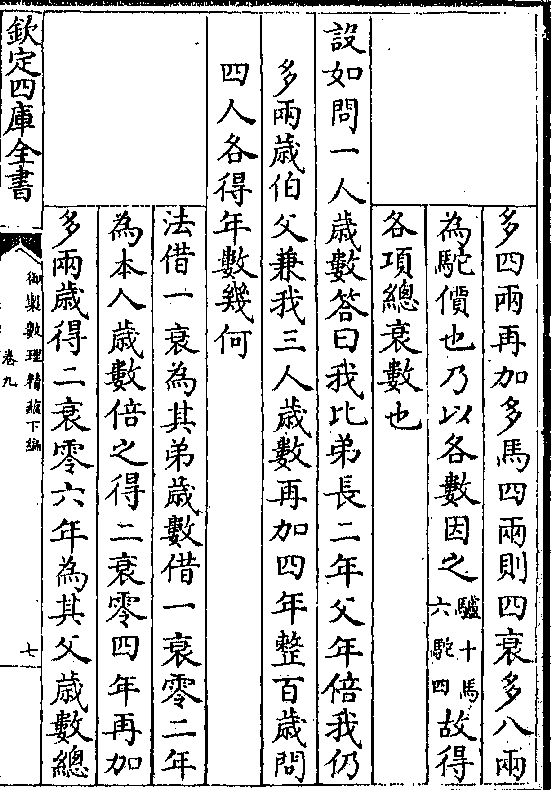 多四兩再加多馬四兩則四衰多八兩
為駝價也乃以各數因之驢十馬六駝四故得
各項總衰數也
設如問一人歲數答曰我比弟長二年父年倍我仍
多兩歲伯父兼我三人歲數再加四年整百歲問
四人各得年數幾何
法借一衰為其弟歲數借一衰零二年
為本人歲數倍之得二衰零四年再加
多兩歲得二衰零六年為其父歲數總
欽定四庫全書
御製數理精蘊下編
卷九
七